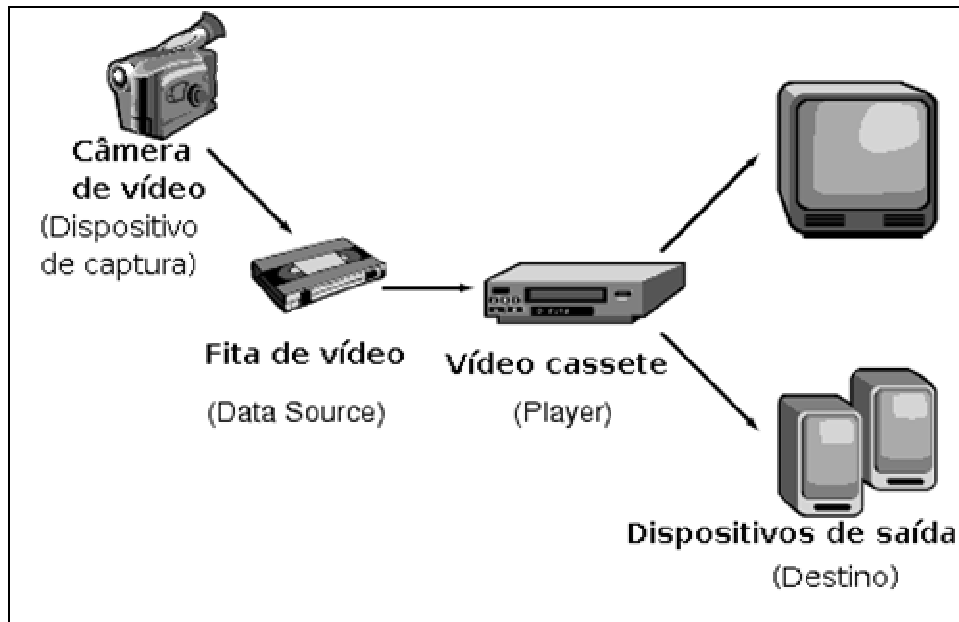 Câmera
de vídeo
(Dispositivo
de captura)
Fita de vídeo
(Data Source)
Vídeo cassete
(Player)
Dispositivos de saída
(Destino)